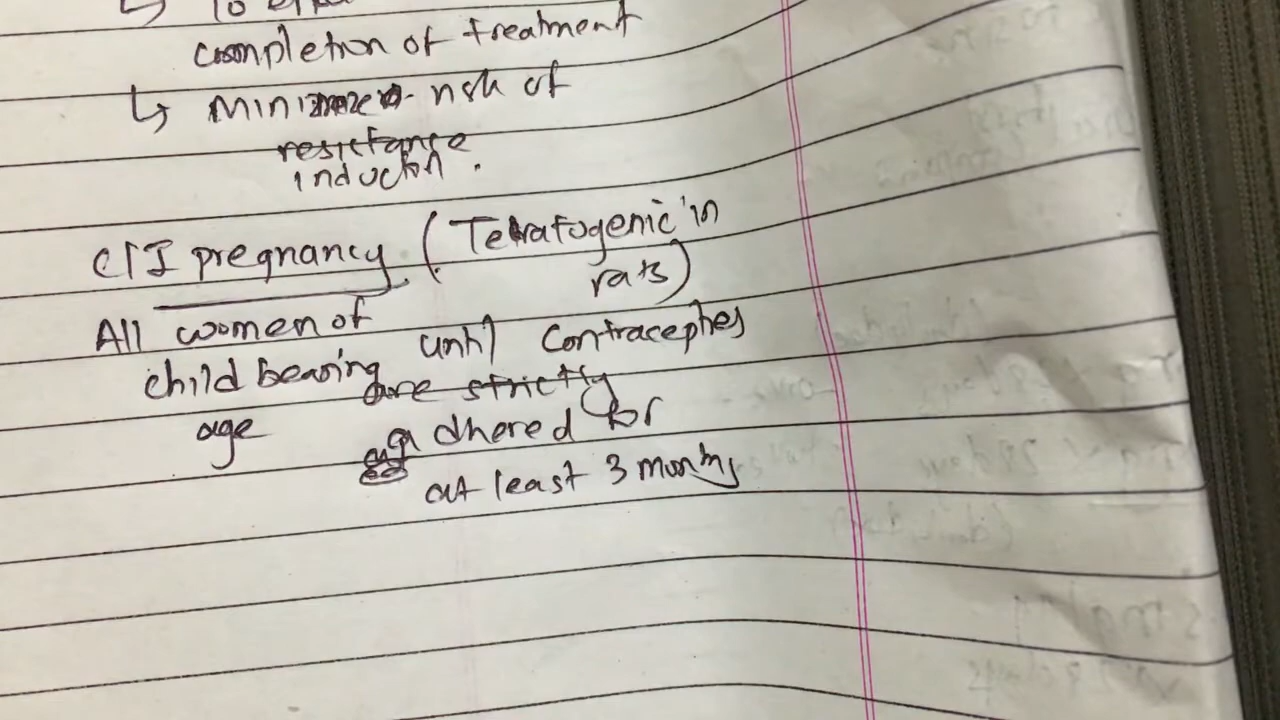 ↳ To
completion of treatment
↳ Minimize risk of
resistance
induction.
C/I pregnancy (Teratogenic in
rats)
All women of
child bearing
age
until contraceptives
are strictly
adhered for
at least 3 months